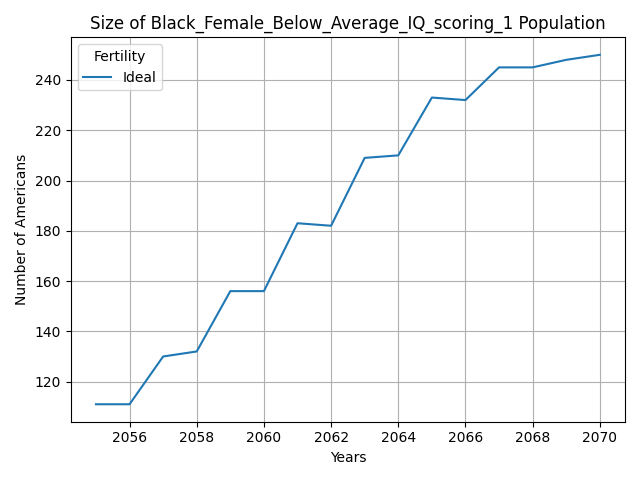 Size of Black_Female_Below_Average_IQ_scoring_1 Population
Fertility
Ideal
Number of Americans
240
220
200
180
160
140
120
2056 2058 2060 2062 2064 2066 2068 2070
Years